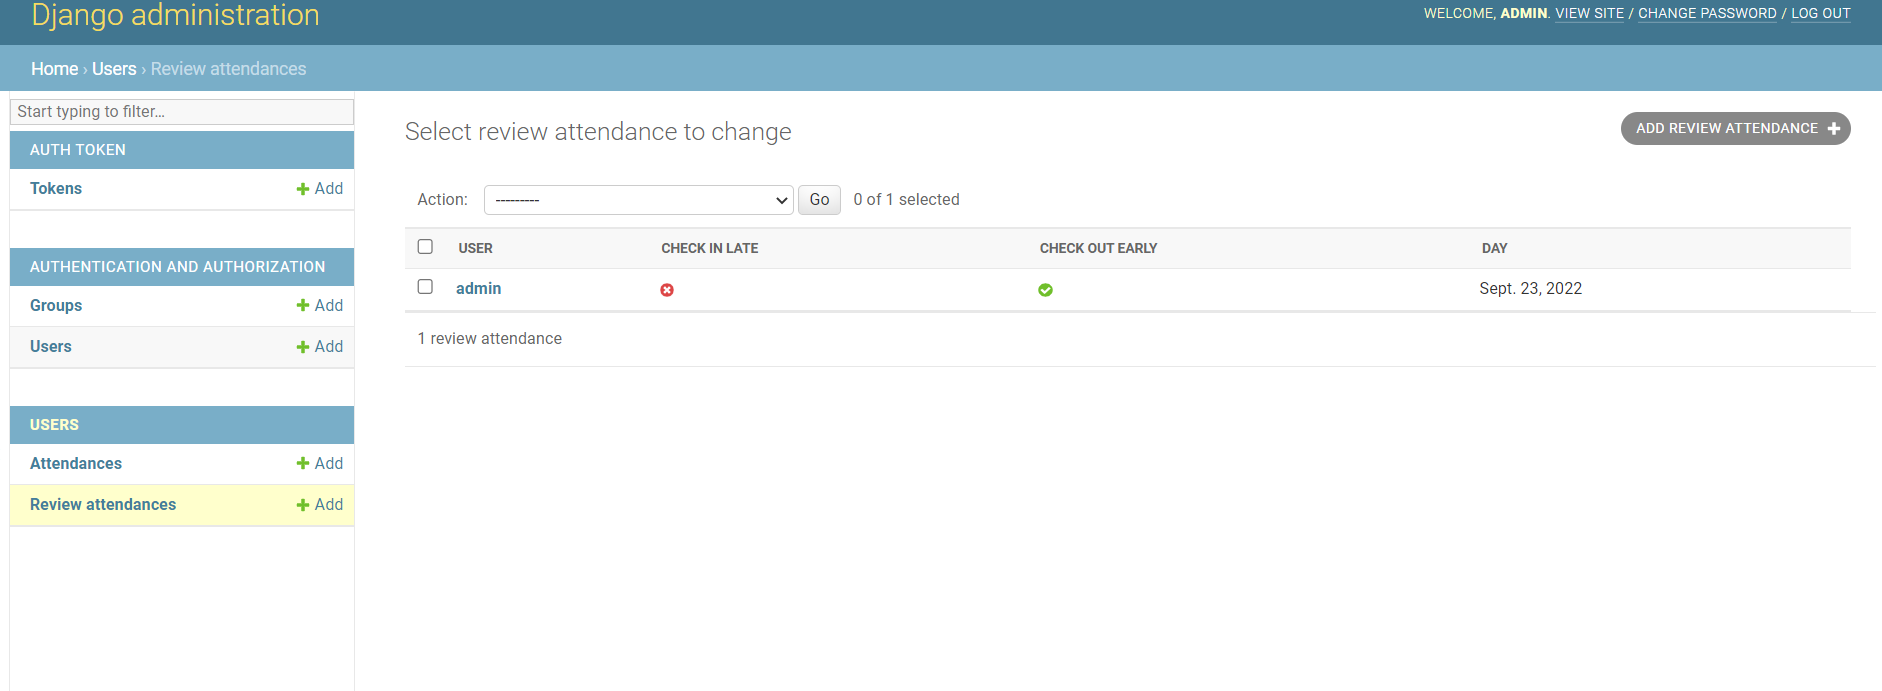 Django administration
WELCOME, ADMIN. VIEW SITE / CHANGE PASSWORD / LOG OUT
Home › Users › Review attendances
Start typing to filter...
AUTH TOKEN
Tokens
Add
AUTHENTICATION AND AUTHORIZATION
Groups
Add
Users
Add
USERS
Attendances
Add
Review attendances
Add
Select review attendance to change
ADD REVIEW ATTENDANCE
Action: --------- Go 0 of 1 selected
USER CHECK IN LATE CHECK OUT EARLY DAY
admin Sept. 23, 2022
1 review attendance